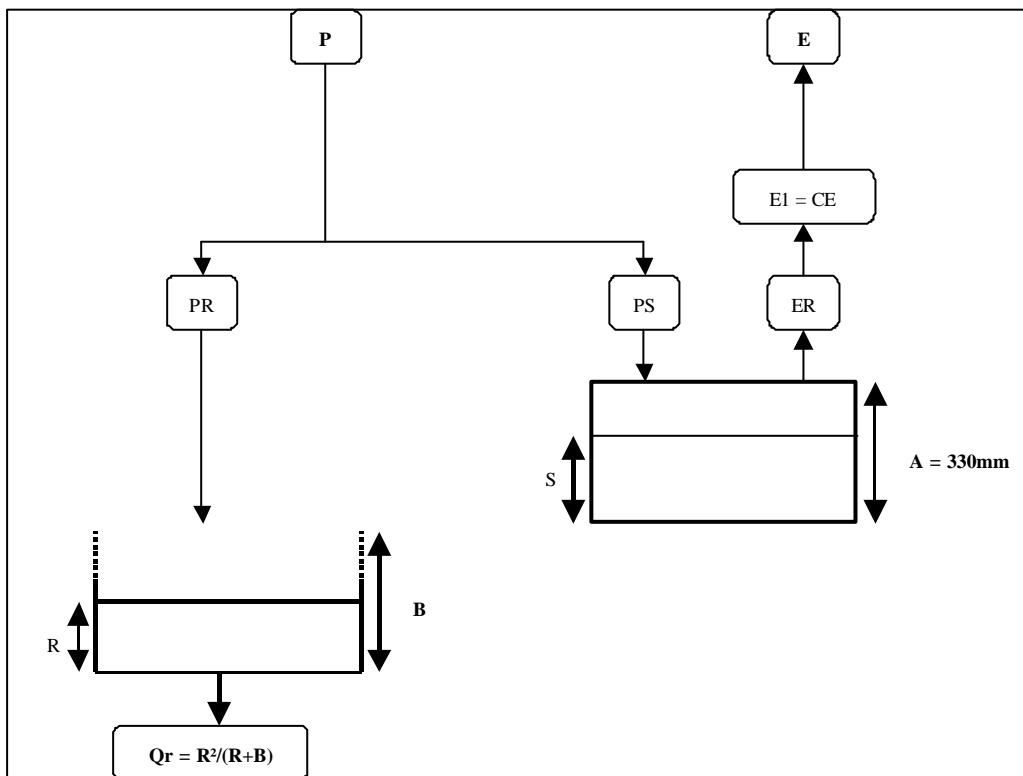 P
E
E1 = CE
PR
PS
ER
S
A = 330mm
R
B
Qr = R²/(R+B)